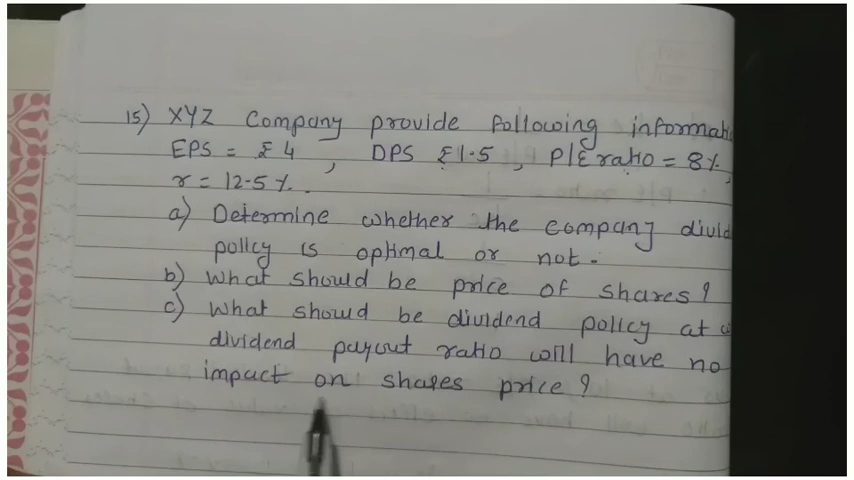 15) XYZ Company provide following informati
EPS = ₹ 4 , DPS ₹1.5 , P/E ratio = 8%,
r = 12.5%.
a) Determine whether the company divid
policy is optimal or not.
b) What should be price of shares?
c) What should be dividend policy at w
dividend payout ratio will have no
impact on shares price?